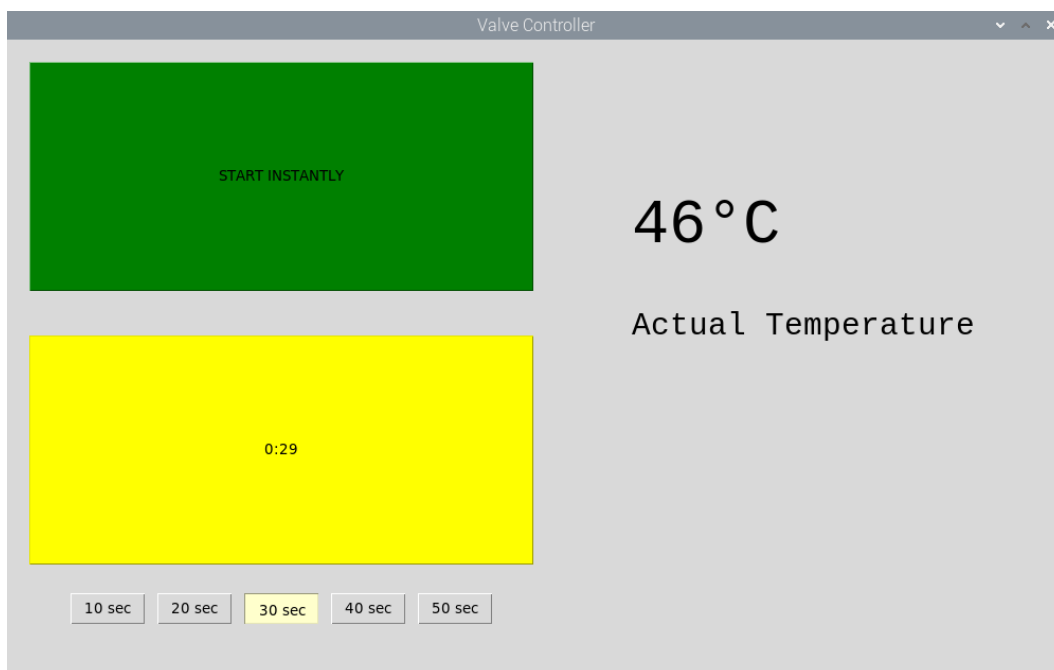 Valve Controller
START INSTANTLY
46°C
Actual Temperature
0:29
10 sec 20 sec 30 sec 40 sec 50 sec